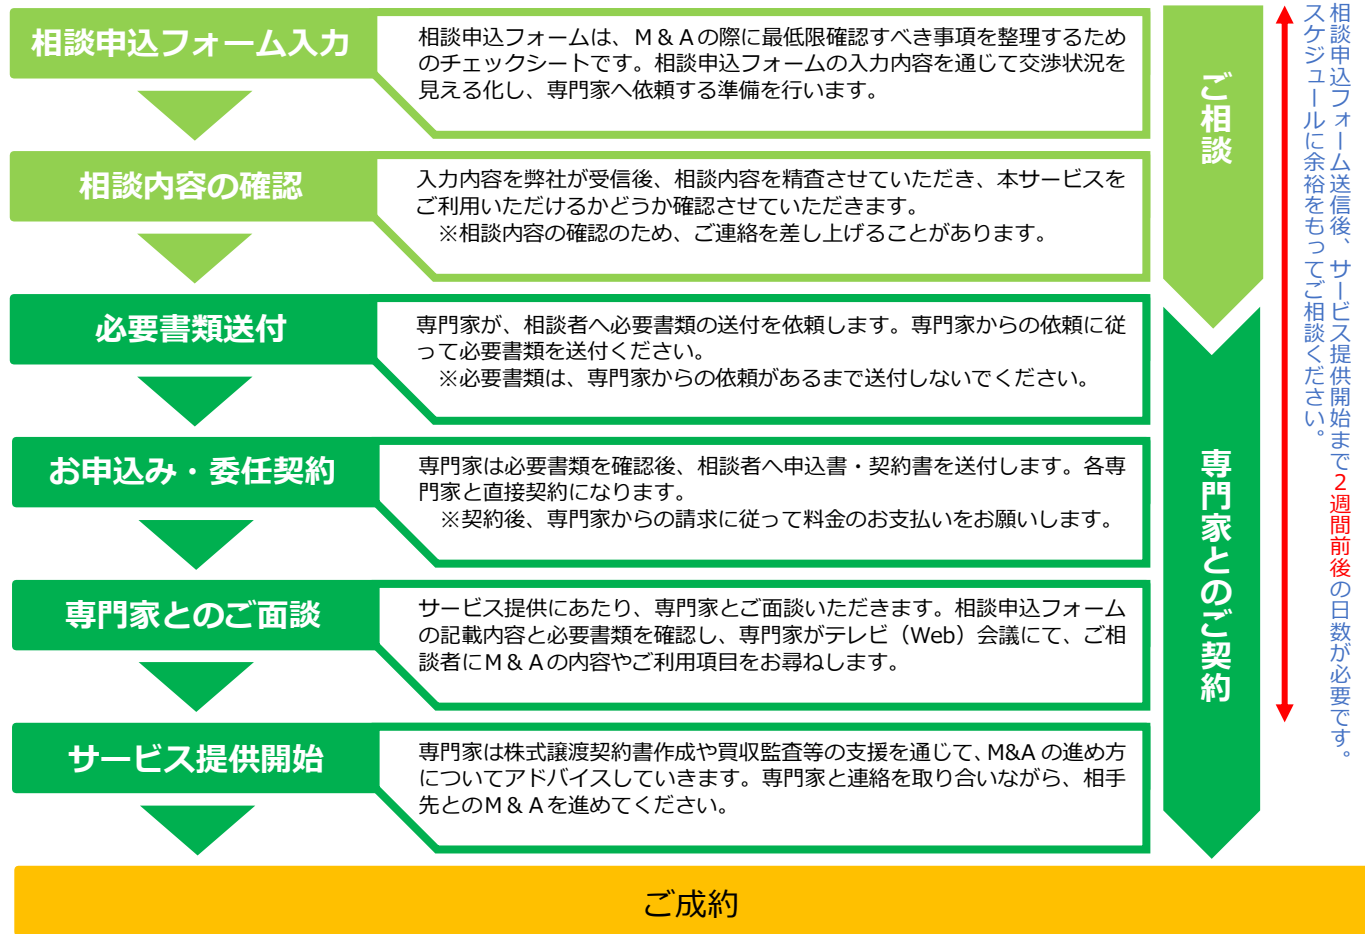 相談申込フォーム入力
相談申込フォームは、Ｍ＆Ａの際に最低限確認すべき事項を整理するため
のチェックシートです。相談申込フォームの入力内容を通じて交渉状況を
見える化し、専門家へ依頼する準備を行います。
相談内容の確認
入力内容を弊社が受信後、相談内容を精査させていただき、本サービスを
ご利用いただけるかどうか確認させていただきます。
※相談内容の確認のため、ご連絡を差し上げることがあります。
必要書類送付
専門家が、相談者へ必要書類の送付を依頼します。専門家からの依頼に従
って必要書類を送付ください。
※必要書類は、専門家からの依頼があるまで送付しないでください。
お申込み・委任契約
専門家は必要書類を確認後、相談者へ申込書・契約書を送付します。各専
門家と直接契約になります。
※契約後、専門家からの請求に従って料金のお支払いをお願いします。
専門家とのご面談
サービス提供にあたり、専門家とご面談いただきます。相談申込フォーム
の記載内容と必要書類を確認し、専門家がテレビ（Web）会議にて、ご相
談者にＭ＆Ａの内容やご利用項目をお尋ねします。
サービス提供開始
専門家は株式譲渡契約書作成や買収監査等の支援を通じて、M&A の進め方
についてアドバイスしていきます。専門家と連絡を取り合いながら、相手
先とのＭ＆Ａを進めてください。
ご相談
専門家とのご契約
相談申込フォーム送信後、サービス提供開始まで２週間前後の日数が必要です。
スケジュールに余裕をもってご相談ください。
ご成約